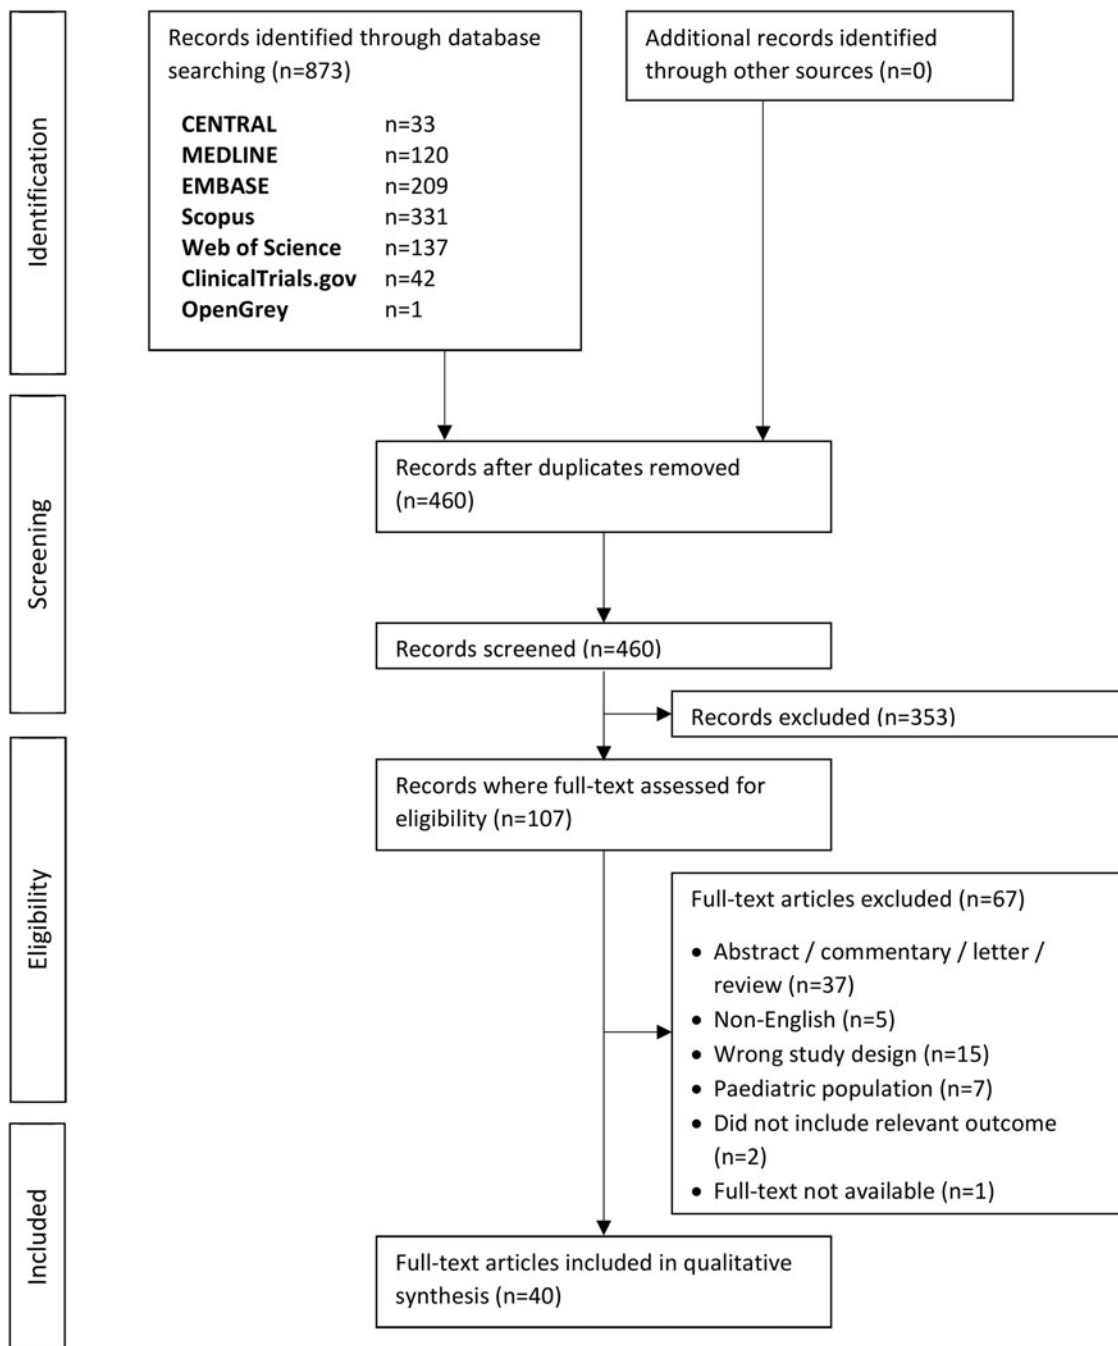 Identification
Records identified through database
searching (n=873)
CENTRAL n=33
MEDLINE n=120
EMBASE n=209
Scopus n=331
Web of Science n=137
ClinicalTrials.gov n=42
OpenGrey n=1
Additional records identified
through other sources (n=0)
Screening
Records after duplicates removed
(n=460)
Records screened (n=460)
Records excluded (n=353)
Eligibility
Records where full-text assessed for
eligibility (n=107)
Full-text articles excluded (n=67)
• Abstract / commentary / letter /
review (n=37)
• Non-English (n=5)
• Wrong study design (n=15)
• Paediatric population (n=7)
• Did not include relevant outcome
(n=2)
• Full-text not available (n=1)
Included
Full-text articles included in qualitative
synthesis (n=40)